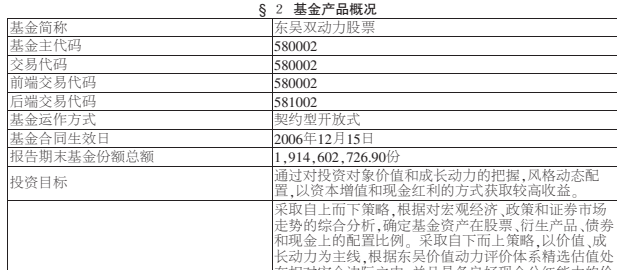 § 2 基金产品概况
基金简称 东吴双动力股票
基金主代码 580002
交易代码 580002
前端交易代码 580002
后端交易代码 581002
基金运作方式 契约型开放式
基金合同生效日 2006年12月15日
报告期末基金份额总额 1,914,602,726.90份
投资目标 通过对投资对象价值和成长动力的把握,风格动态配
置,以资本增值和现金红利的方式获取较高收益。
采取自上而下策略,根据对宏观经济、政策和证券市场
走势的综合分析,确定基金资产在股票、衍生产品、债券
和现金上的配置比例。采取自下而上策略,以价值、成
长动力为主线,根据东吴价值动力评价体系精选估值处